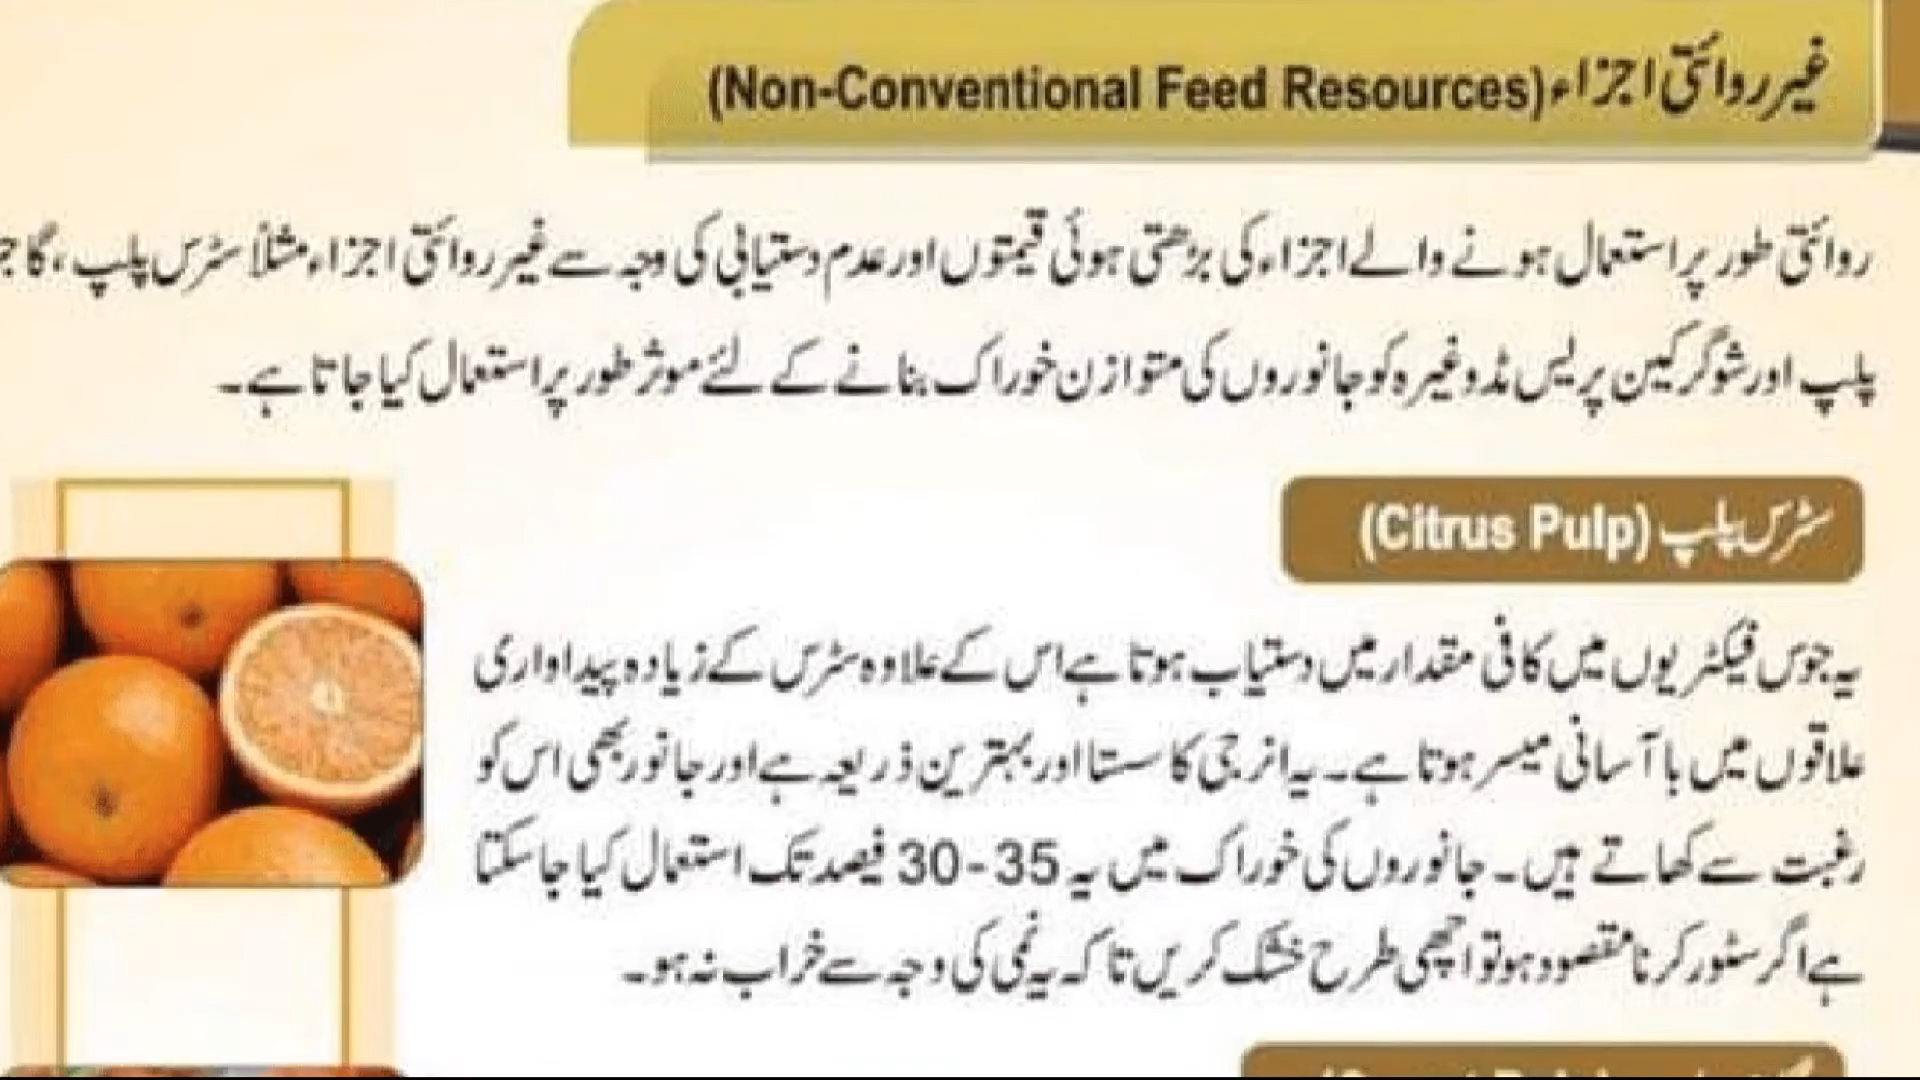 غیر روائتی اجزاء (Non-Conventional Feed Resources)
روائتی طور پر استعمال ہونے والے اجزاء کی بڑھتی ہوئی قیمتوں اور عدم دستیابی کی وجہ سے غیر روائتی اجزاء مثلاً سٹرس پلپ،
پلپ اور شوگر کین پریس مڈ وغیرہ کو جانوروں کی متوازن خوراک بنانے کے لئے موثر طور پر استعمال کیا جاتا ہے۔
سٹرس پلپ (Citrus Pulp)
یہ جوس فیکٹریوں میں کافی مقدار میں دستیاب ہوتا ہے اس کے علاوہ سٹرس کے زیادہ پیداواری
علاقوں میں با آسانی میسر ہوتا ہے۔ یہ انرجی کا سستا اور بہترین ذریعہ ہے اور جانور بھی اس کو
رغبت سے کھاتے ہیں۔ جانوروں کی خوراک میں یہ 35-30 فیصد تک استعمال کیا جا سکتا
ہے اگر سٹور کرنا مقصود ہو تو اچھی طرح خشک کریں تا کہ یہ نمی کی وجہ سے خراب نہ ہو۔